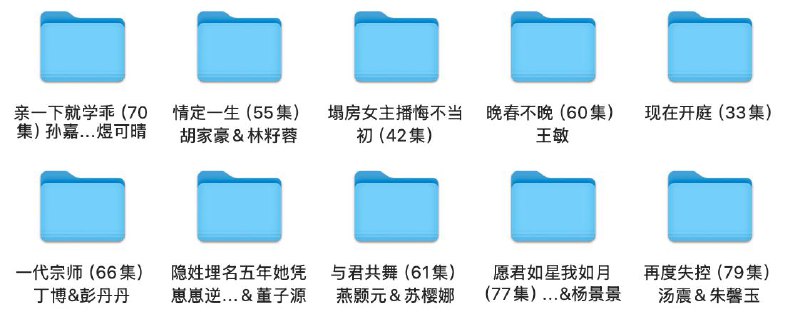 亲一下就学乖 (70
集) 孙嘉...煜可晴
情定一生 (55集)
胡家豪&林籽蓉
塌房女主播悔不当
初 (42集)
晚春不晚 (60集)
王敏
现在开庭 (33集)
一代宗师 (66集)
丁博&彭丹丹
隐姓埋名五年她凭
崽崽逆...&董子源
与君共舞 (61集)
燕颢元&苏樱娜
愿君如星我如月
(77集) ...&杨景景
再度失控 (79集)
汤震&朱馨玉